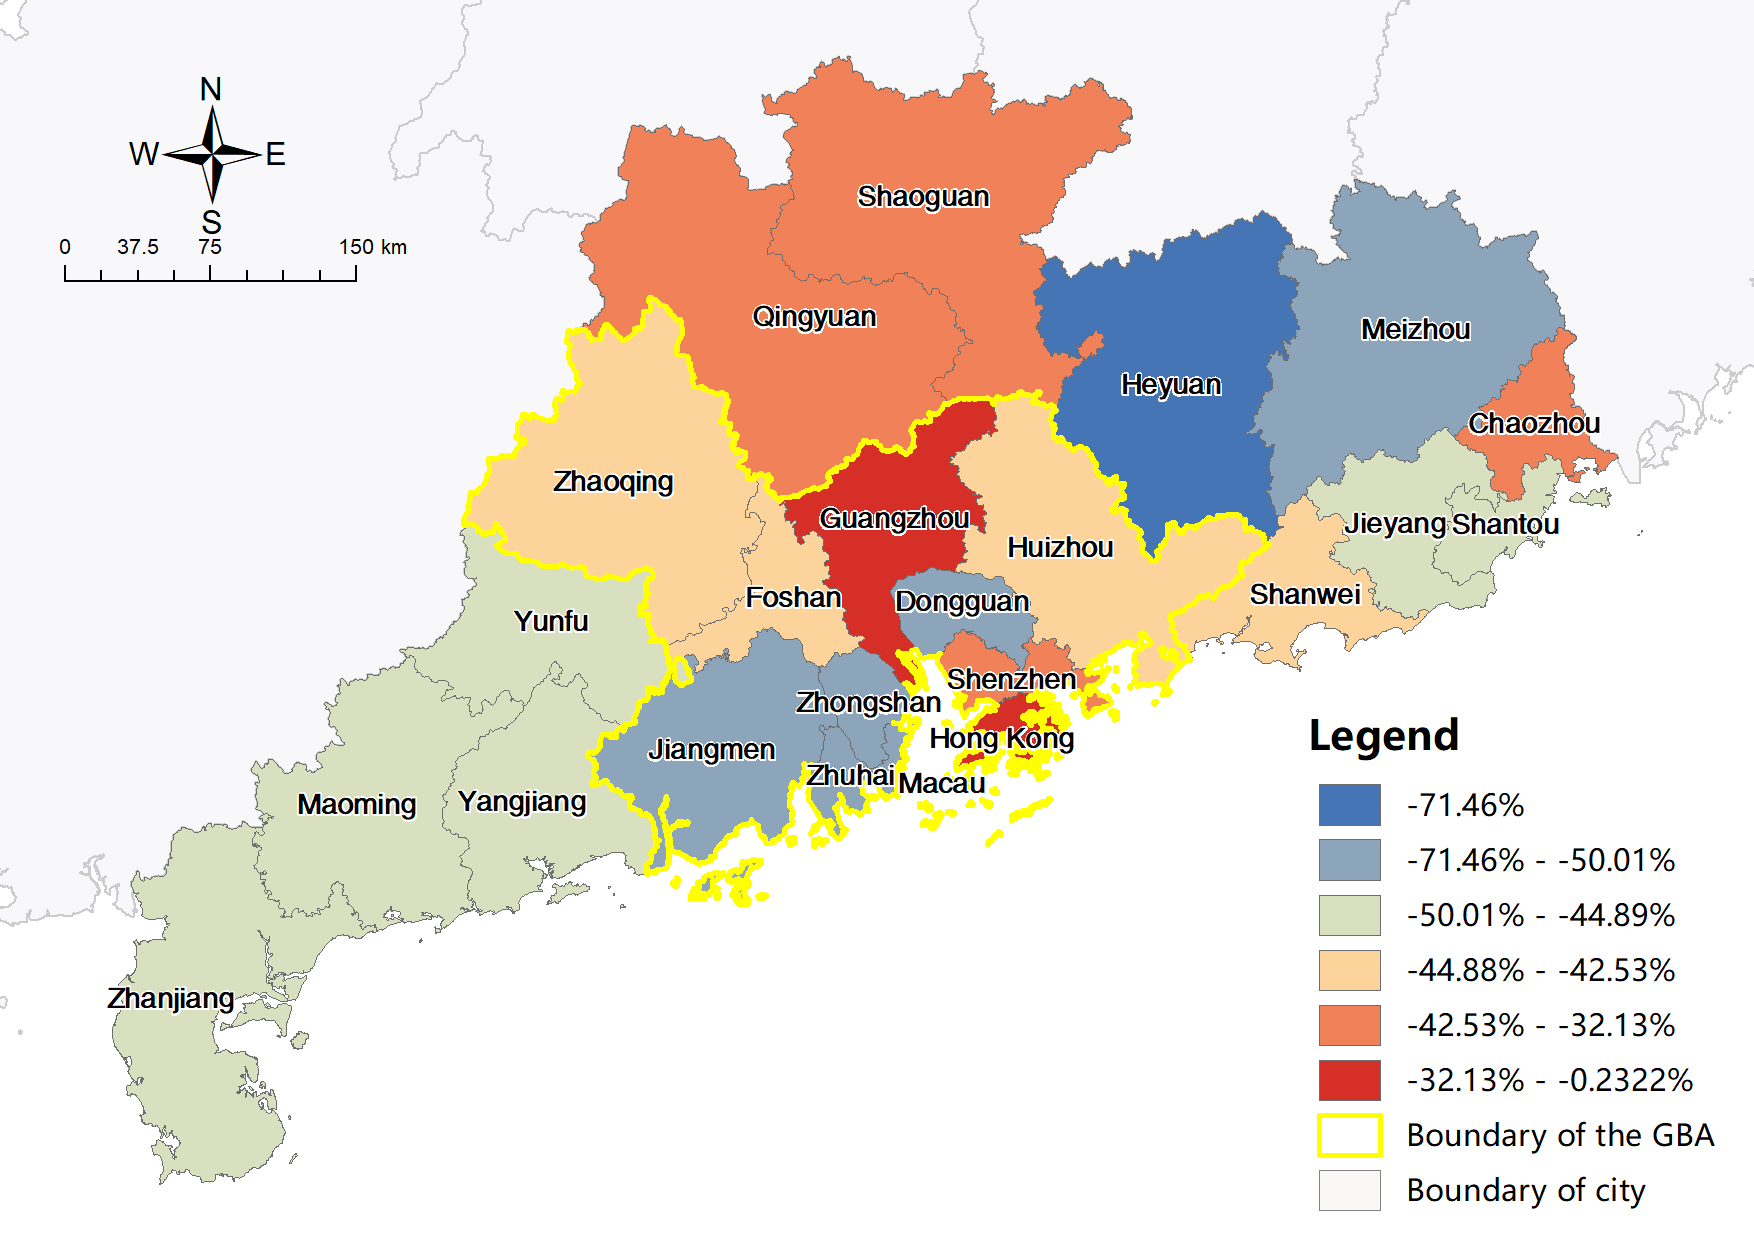 N
W
E
S
0
37.5
75
150 km
Shaoguan
Qingyuan
Meizhou
Heyuan
Chaozhou
Zhaoqing
Guangzhou
Jieyang
Shantou
Huizhou
Shanwei
Foshan
Dongguan
Yunfu
Shenzhen
Zhongshan
Hong Kong
Jiangmen
Zhuhai
Macau
Maoming
Yangjiang
Zhanjiang
Legend
-71.46%
-71.46% - -50.01%
-50.01% - -44.89%
-44.88% - -42.53%
-42.53% - -32.13%
-32.13% - -0.2322%
Boundary of the GBA
Boundary of city